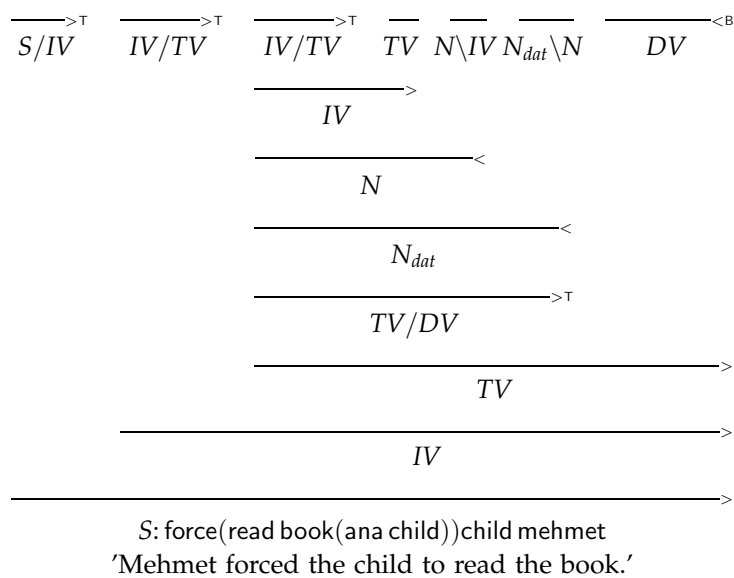 >T >T >T <B
S/IV IV/TV IV/TV TV N\IV N_dat\N DV
>
IV
<
N
<
N_dat
>T
TV/DV
>
TV
>
IV
>
S: force(read book(ana child))child mehmet
'Mehmet forced the child to read the book.'